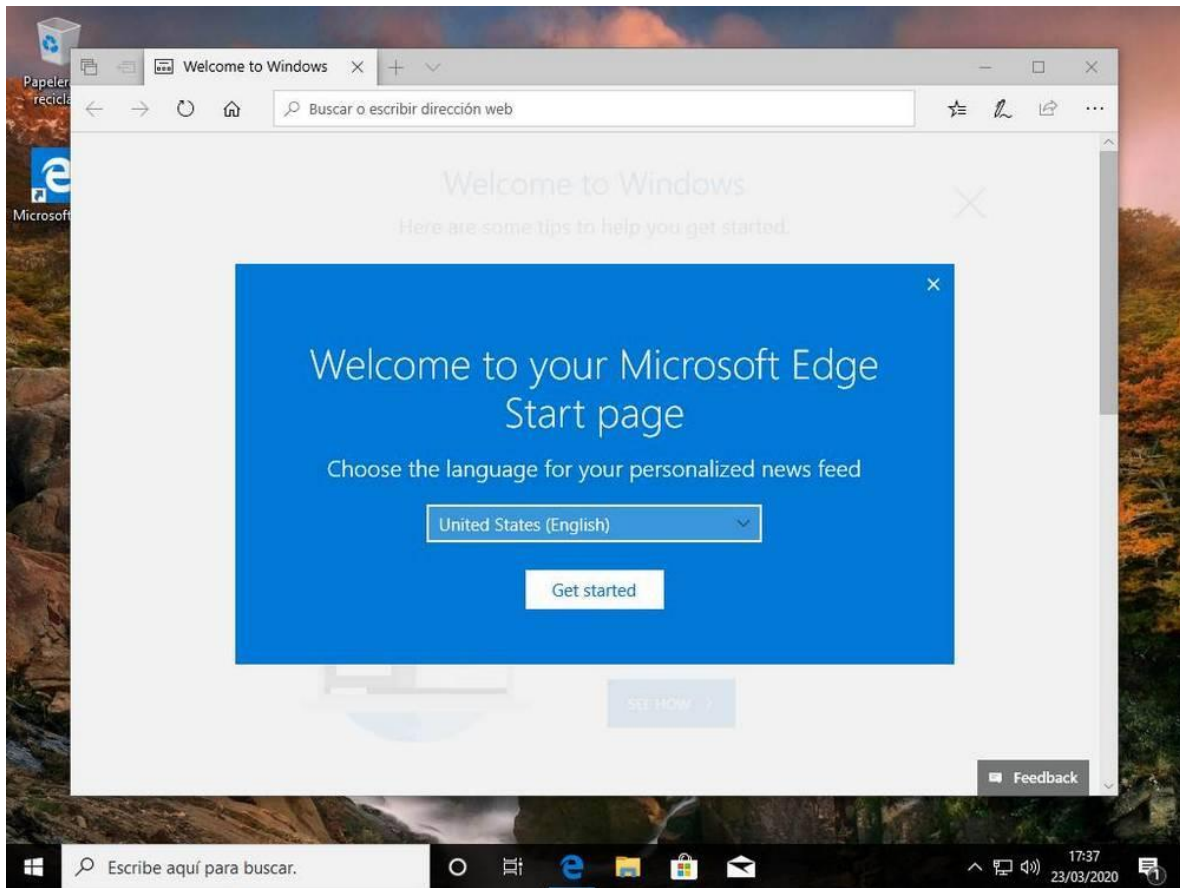 Papeler
recicla
Microsoft
Welcome to Windows
Buscar o escribir dirección web
Welcome to Windows
Here are some tips to help you get started.
Welcome to your Microsoft Edge
Start page
Choose the language for your personalized news feed
United States (English)
Get started
SEE HOW
Feedback
Escribe aquí para buscar.
17:37
23/03/2020
1